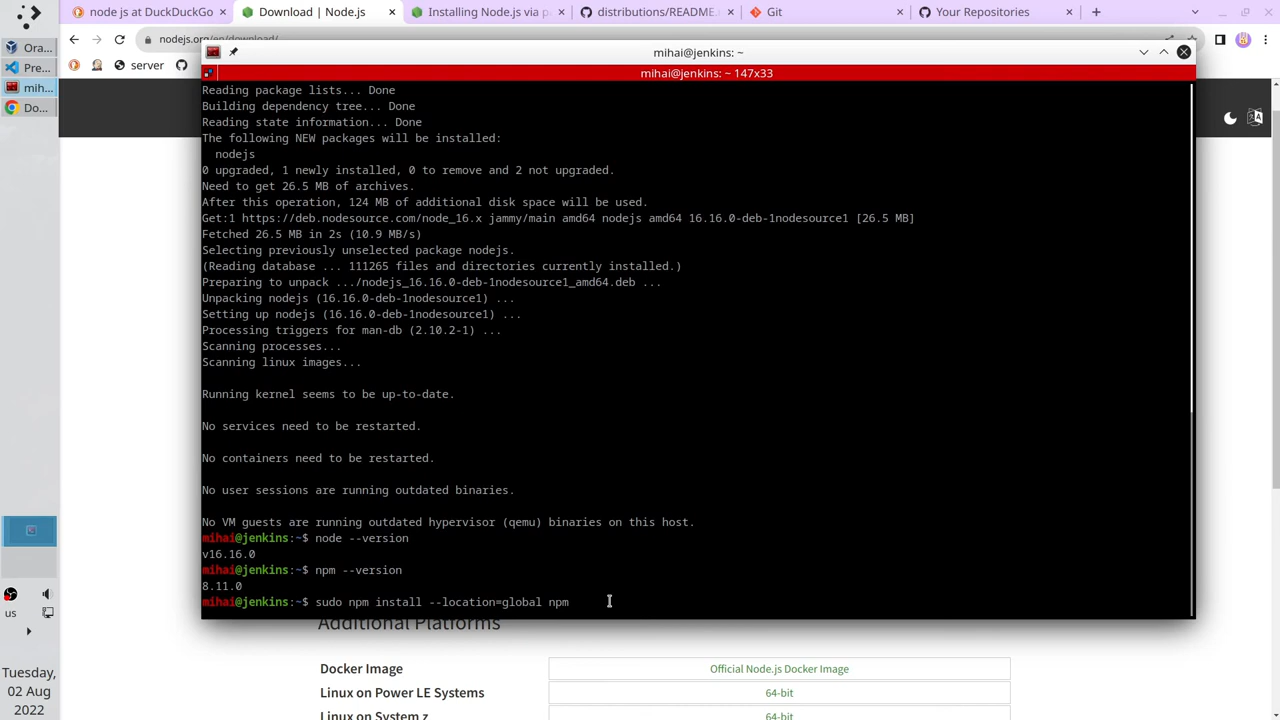 node js at DuckDuckGo
Download | Node.js
Installing Node.js via p
distributions/README.m
Git
Your Repositories
nodejs.org/en/download/
server
mihai@jenkins: ~
mihai@jenkins: ~ 147x33
Ora...
Pre...
mih...
Do...
Reading package lists... Done
Building dependency tree... Done
Reading state information... Done
The following NEW packages will be installed:
nodejs
0 upgraded, 1 newly installed, 0 to remove and 2 not upgraded.
Need to get 26.5 MB of archives.
After this operation, 124 MB of additional disk space will be used.
Get:1 https://deb.nodesource.com/node_16.x jammy/main amd64 nodejs amd64 16.16.0-deb-1nodesource1 [26.5 MB]
Fetched 26.5 MB in 2s (10.9 MB/s)
Selecting previously unselected package nodejs.
(Reading database ... 111265 files and directories currently installed.)
Preparing to unpack .../nodejs_16.16.0-deb-1nodesource1_amd64.deb ...
Unpacking nodejs (16.16.0-deb-1nodesource1) ...
Setting up nodejs (16.16.0-deb-1nodesource1) ...
Processing triggers for man-db (2.10.2-1) ...
Scanning processes...
Scanning linux images...
Running kernel seems to be up-to-date.
No services need to be restarted.
No containers need to be restarted.
No user sessions are running outdated binaries.
No VM guests are running outdated hypervisor (qemu) binaries on this host.
mihai@jenkins:~$ node --version
v16.16.0
mihai@jenkins:~$ npm --version
8.11.0
mihai@jenkins:~$ sudo npm install --location=global npm
us
Tuesday,
02 Aug
2022
Additional Platforms
Docker Image
Official Node.js Docker Image
Linux on Power LE Systems
64-bit
Linux on System z
64-bit